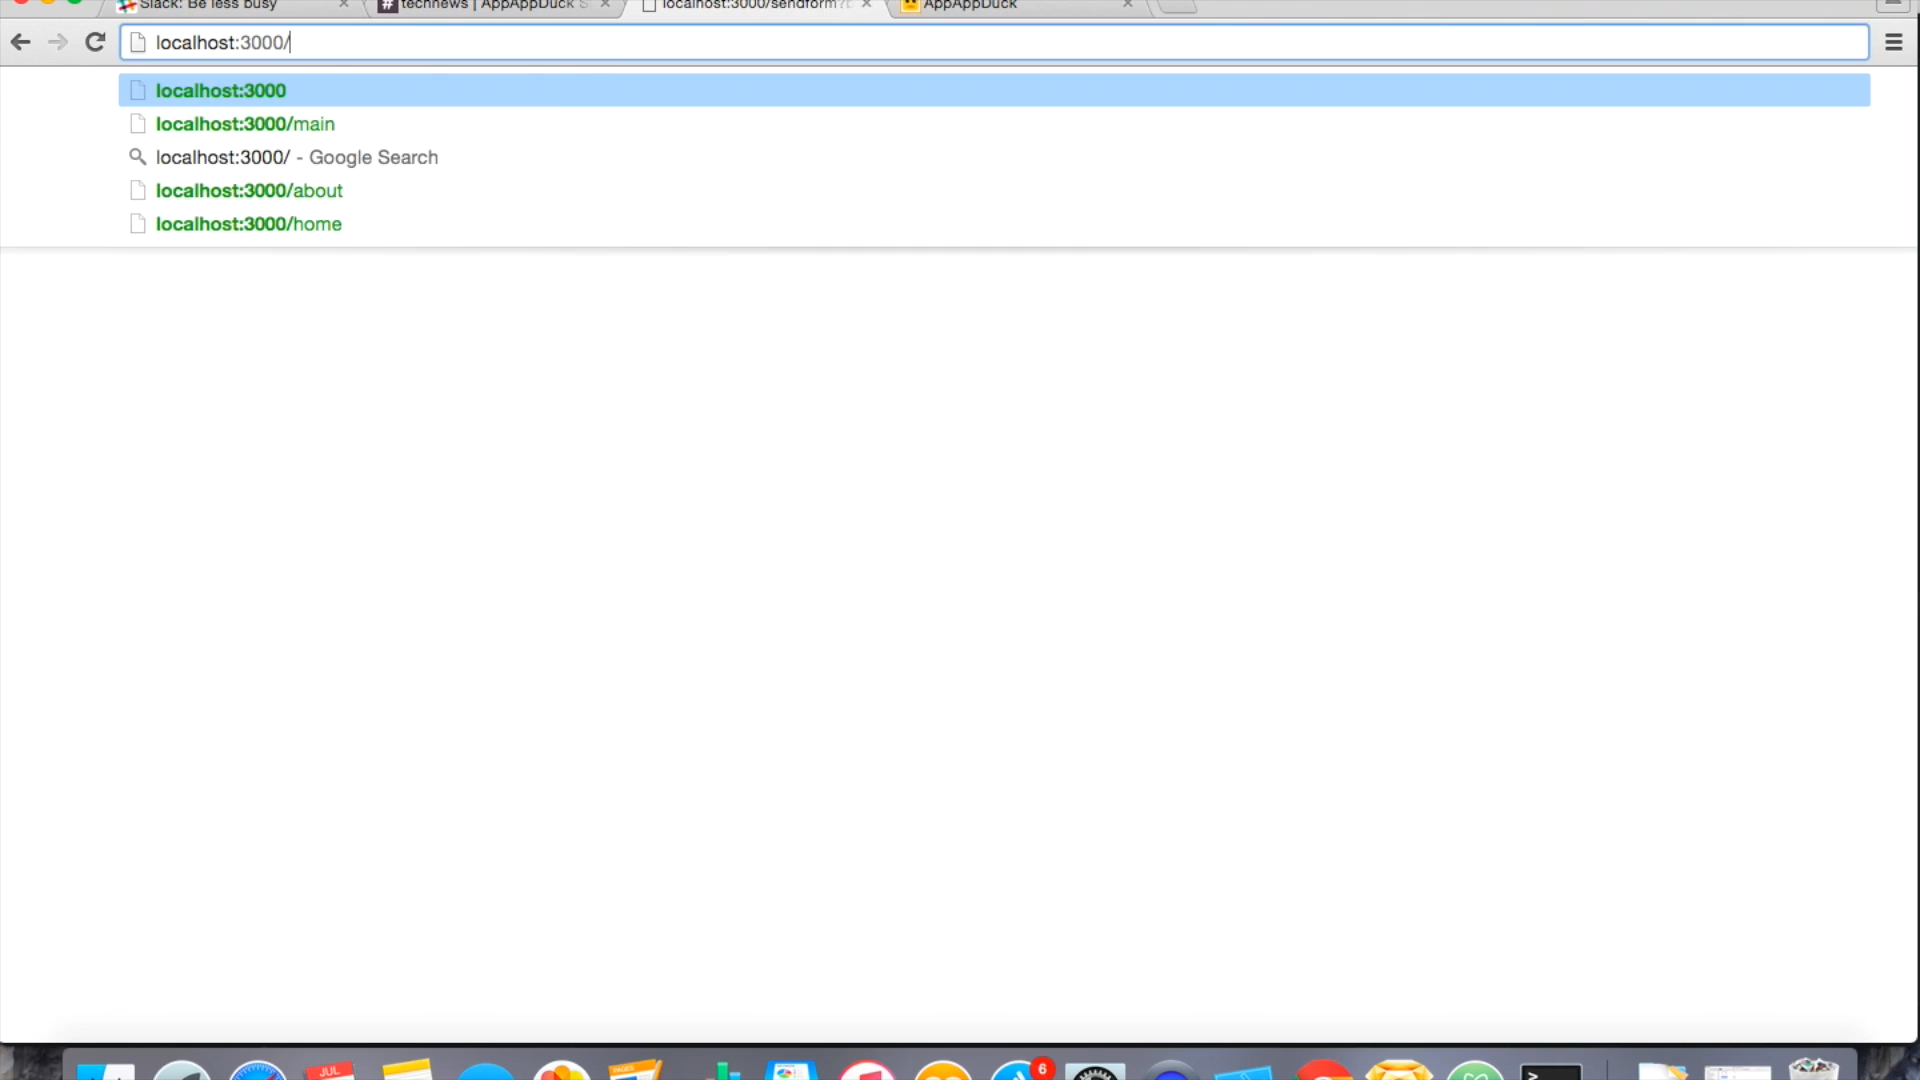 Slack: Be less busy
technews | AppAppDuck S
localhost:3000/sendform?
AppAppDuck
localhost:3000/
localhost:3000
localhost:3000/main
localhost:3000/ - Google Search
localhost:3000/about
localhost:3000/home
JUL
PAGES
6